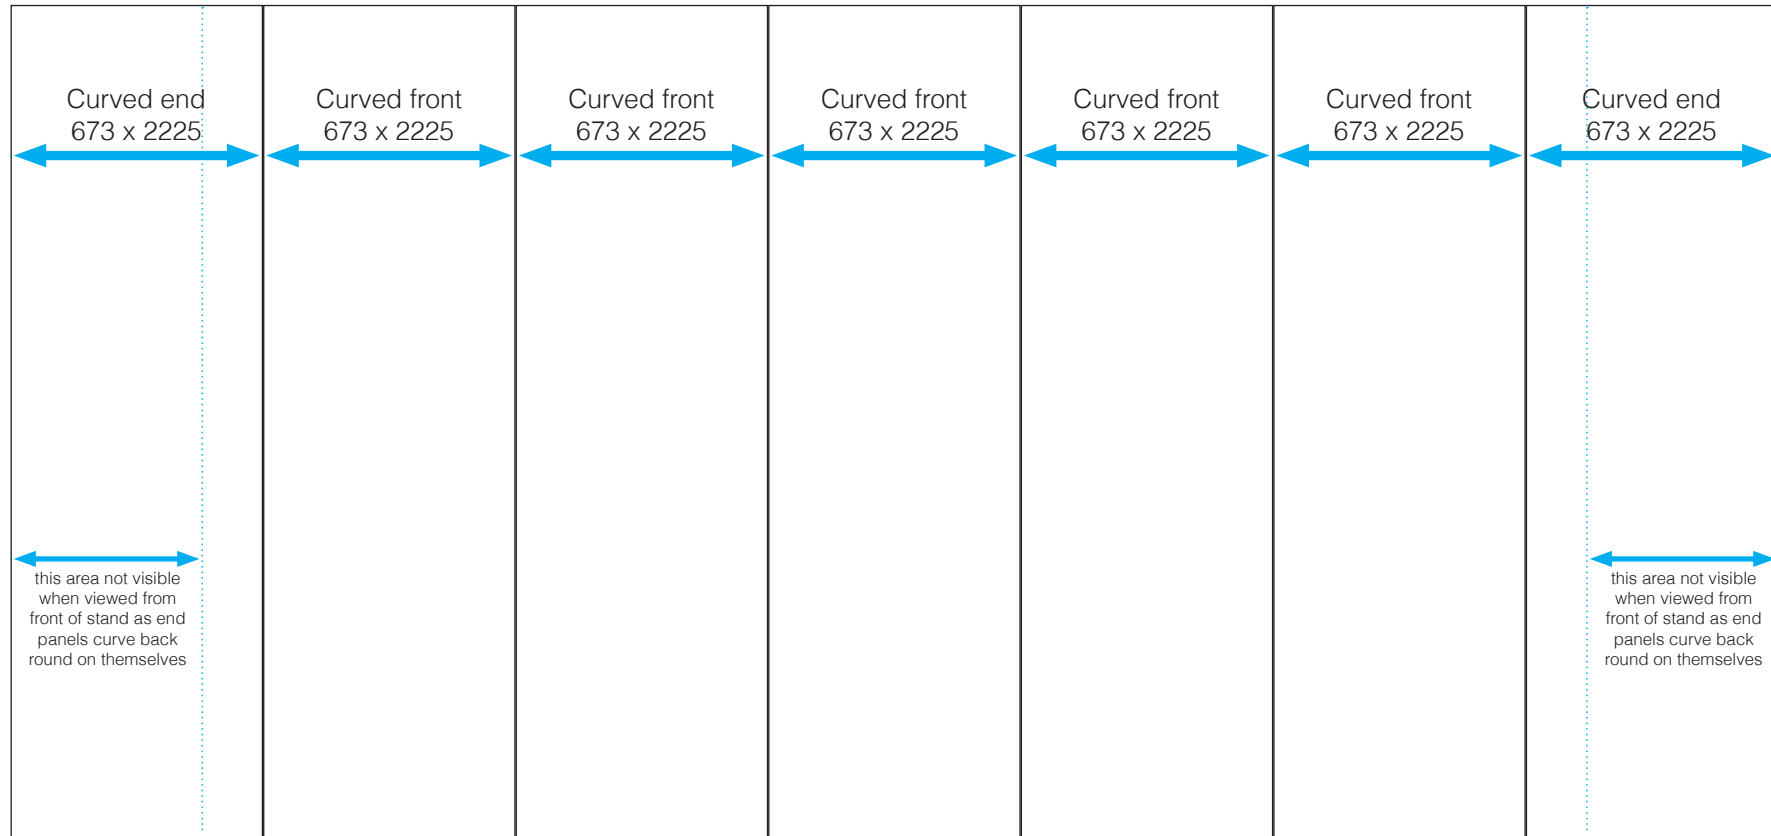 Curved end
673 x 2225
Curved front
673 x 2225
Curved front
673 x 2225
Curved front
673 x 2225
Curved front
673 x 2225
Curved front
673 x 2225
Curved end
673 x 2225
this area not visible
when viewed from
front of stand as end
panels curve back
round on themselves
this area not visible
when viewed from
front of stand as end
panels curve back
round on themselves